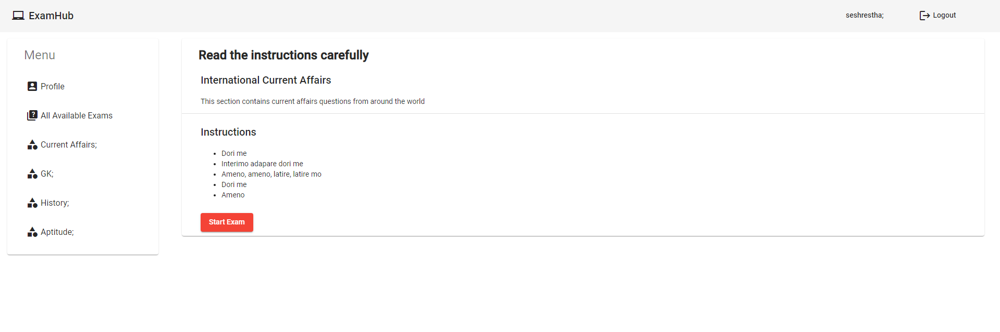 ExamHub
seshrestha;
Logout
Menu
Profile
All Available Exams
Current Affairs;
GK;
History;
Aptitude;
Read the instructions carefully
International Current Affairs
This section contains current affairs questions from around the world
Instructions
Dori me
Interimo adapare dori me
Ameno, ameno, latire, latire mo
Dori me
Ameno
Start Exam